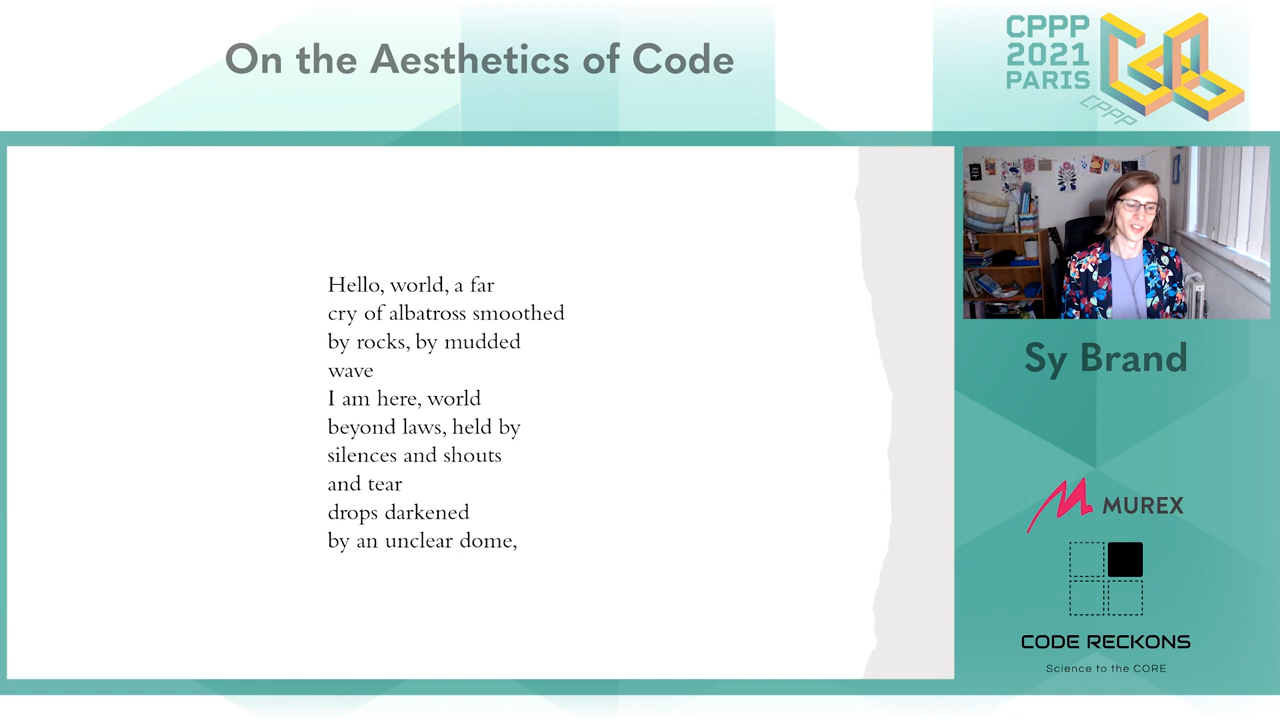 On the Aesthetics of Code
CPPP
2021
PARIS
CPPP
Hello, world, a far
cry of albatross smoothed
by rocks, by mudded
wave
I am here, world
beyond laws, held by
silences and shouts
and tear
drops darkened
by an unclear dome,
Sy Brand
MUREX
CODE RECKONS
Science to the CORE